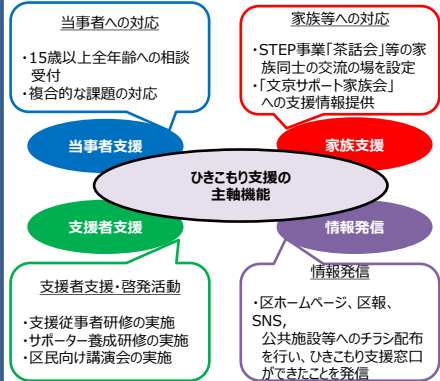 当事者への対応
・15歳以上全年齢への相談
受付
・複合的な課題の対応
家族等への対応
・STEP事業「茶話会」等の家
族同士の交流の場を設定
・「文京サポート家族会」
への支援情報提供
当事者支援
家族支援
ひきこもり支援の
主軸機能
支援者支援
情報発信
支援者支援・啓発活動
・支援従事者研修の実施
・サポーター養成研修の実施
・区民向け講演会の実施
情報発信
・区ホームページ、区報、
SNS,
公共施設等へのチラシ配布
を行い、ひきこもり支援窓口
ができたことを発信